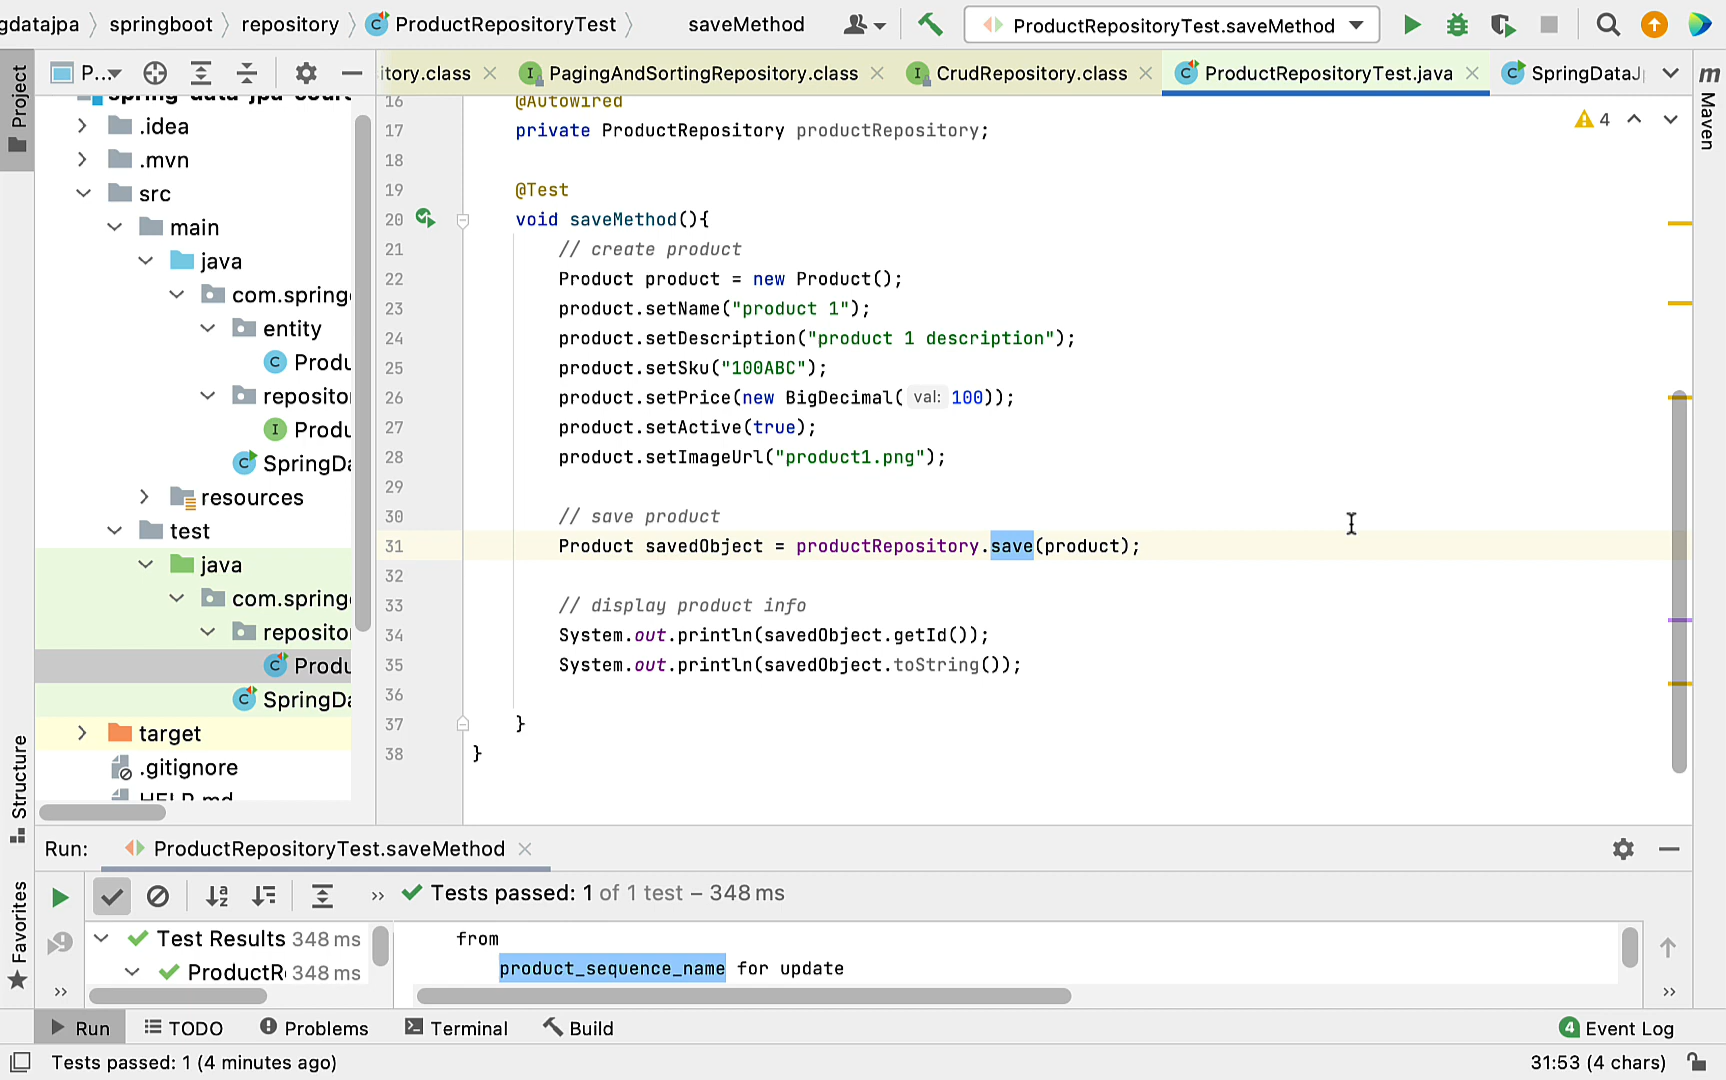 gdatajpa springboot repository ProductRepositoryTest saveMethod ProductRepositoryTest.saveMethod
Project
P...
itory.class PagingAndSortingRepository.class CrudRepository.class ProductRepositoryTest.java SpringDataJ
Maven
spring-data-jpa-cour
.idea
.mvn
src
main
java
com.spring
entity
Produ
reposito
Produ
SpringDa
resources
test
java
com.spring
reposito
Produ
SpringDa
target
.gitignore
HELP.md
4
16 @Autowired
17 private ProductRepository productRepository;
18
19 @Test
20 void saveMethod(){
21 // create product
22 Product product = new Product();
23 product.setName("product 1");
24 product.setDescription("product 1 description");
25 product.setSku("100ABC");
26 product.setPrice(new BigDecimal( val: 100));
27 product.setActive(true);
28 product.setImageUrl("product1.png");
29
30 // save product
31 Product savedObject = productRepository.save(product);
32
33 // display product info
34 System.out.println(savedObject.getId());
35 System.out.println(savedObject.toString());
36
37 }
38 }
Structure
Favorites
Run: ProductRepositoryTest.saveMethod
Tests passed: 1 of 1 test – 348 ms
Test Results 348 ms
ProductR 348 ms
from
product_sequence_name for update
Run TODO Problems Terminal Build 4 Event Log
Tests passed: 1 (4 minutes ago) 31:53 (4 chars)